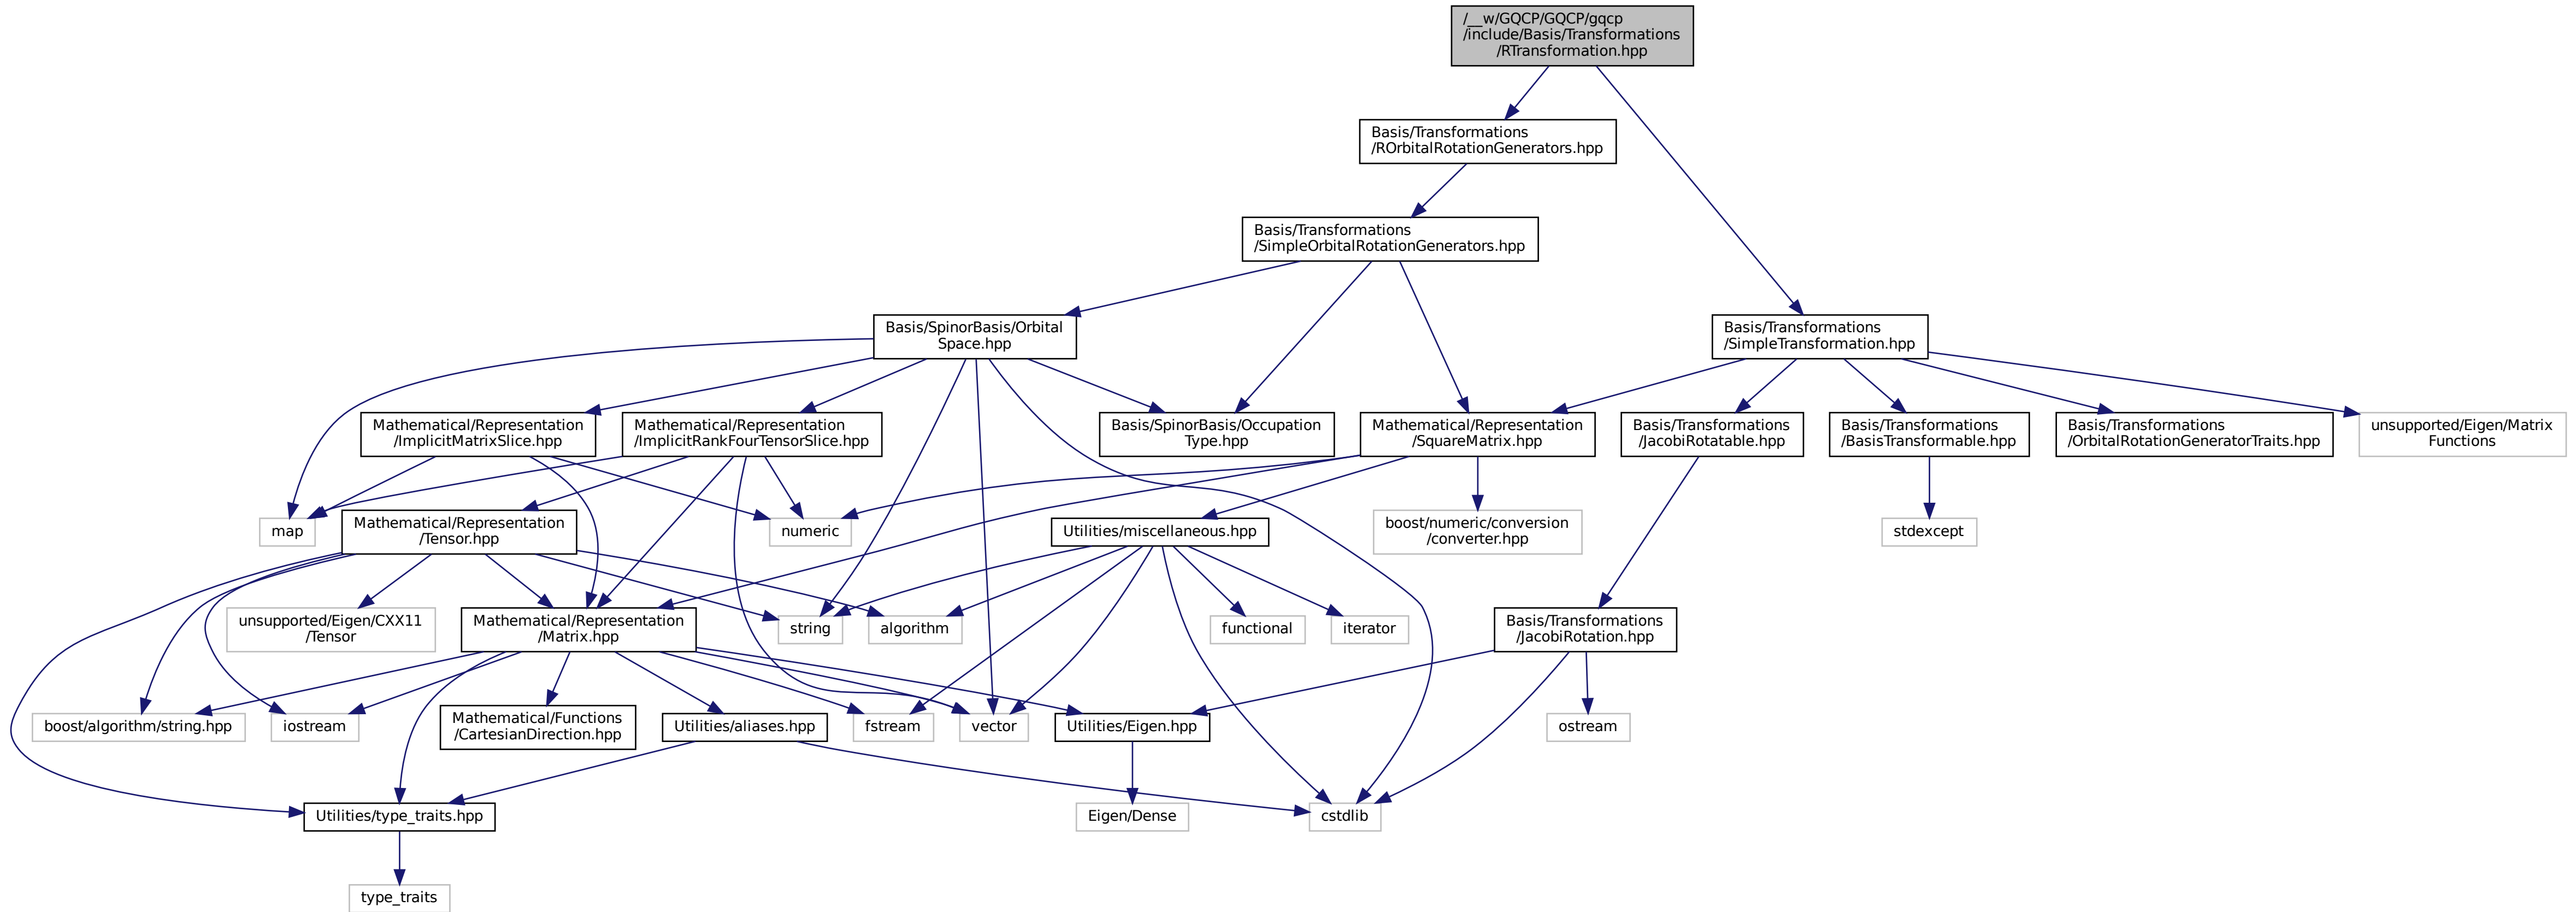 /__w/GQCP/GQCP/gqcp
/include/Basis/Transformations
/RTransformation.hpp
Basis/Transformations
/ROrbitalRotationGenerators.hpp
Basis/Transformations
/SimpleOrbitalRotationGenerators.hpp
Basis/SpinorBasis/Orbital
Space.hpp
Basis/Transformations
/SimpleTransformation.hpp
Mathematical/Representation
/ImplicitMatrixSlice.hpp
Mathematical/Representation
/ImplicitRankFourTensorSlice.hpp
Basis/SpinorBasis/Occupation
Type.hpp
Mathematical/Representation
/SquareMatrix.hpp
Basis/Transformations
/JacobiRotatable.hpp
Basis/Transformations
/BasisTransformable.hpp
Basis/Transformations
/OrbitalRotationGeneratorTraits.hpp
unsupported/Eigen/Matrix
Functions
map
Mathematical/Representation
/Tensor.hpp
numeric
Utilities/miscellaneous.hpp
boost/numeric/conversion
/converter.hpp
stdexcept
unsupported/Eigen/CXX11
/Tensor
Mathematical/Representation
/Matrix.hpp
string
algorithm
functional
iterator
Basis/Transformations
/JacobiRotation.hpp
boost/algorithm/string.hpp
iostream
Mathematical/Functions
/CartesianDirection.hpp
Utilities/aliases.hpp
fstream
vector
Utilities/Eigen.hpp
ostream
Utilities/type_traits.hpp
Eigen/Dense
cstdlib
type_traits